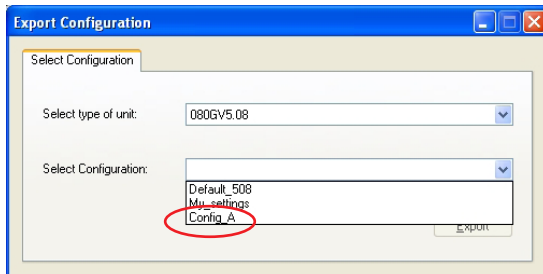 Export Configuration
Select Configuration
Select type of unit: 080GV5.08
Select Configuration:
Default_508
My_settings
Config_A
Export